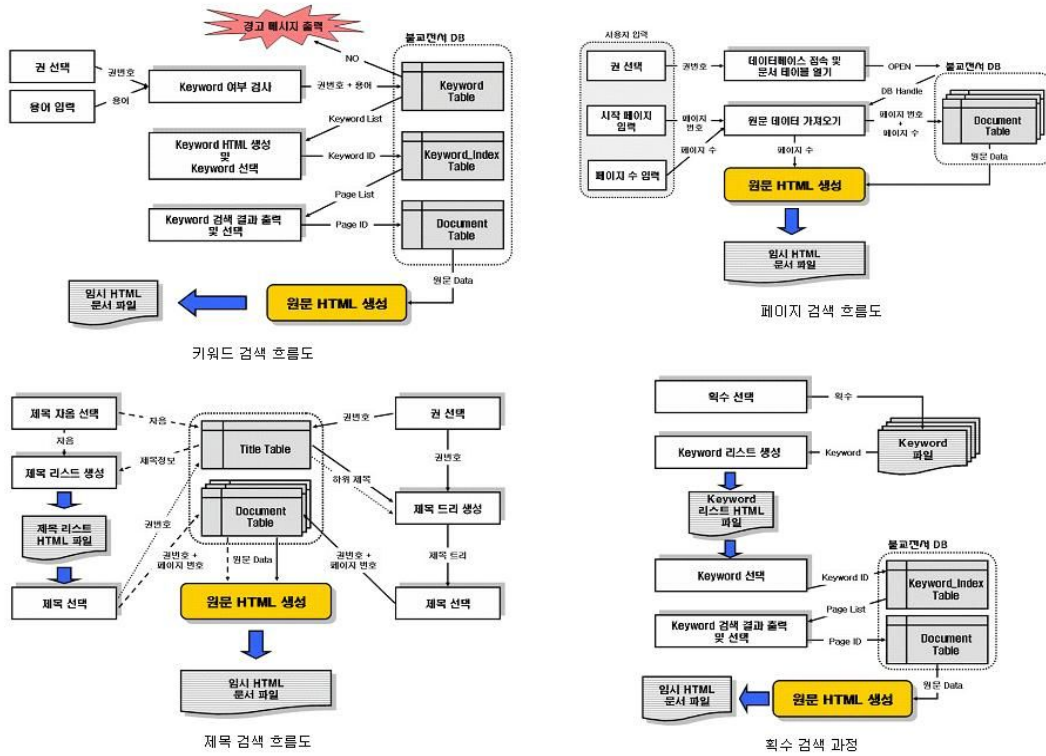 경고 메시지 출력
불교전서 DB
권 선택
권번호
NO
Keyword 여부 검사
권번호 + 용어
Keyword
Table
용어 입력
용어
Keyword List
Keyword HTML 생성
및
Keyword 선택
Keyword ID
Keyword_Index
Table
Page List
Keyword 검색 결과 출력
및 선택
Page ID
Document
Table
원문 Data
임시 HTML
문서 파일
원문 HTML 생성
키워드 검색 흐름도
사용자 입력
권 선택
권번호
데이터페이스 접속 및
문서 테이블 열기
OPEN
불교전서 DB
DB Handle
시작 페이지
입력
페이지
번호
원문 데이터 가져오기
페이지 번호
+
페이지 수
Document
Table
페이지 수 입력
페이지 수
페이지 수
원문 Data
원문 HTML 생성
임시 HTML
문서 파일
페이지 검색 흐름도
제목 자음 선택
자음
권번호
권 선택
자음
Title Table
제목정보
제목 리스트 생성
하위 제목
권번호
Document
Table
제목 트리 생성
제목 리스트
HTML 파일
권번호
권번호 +
페이지 번호
원문 Data
권번호 +
페이지 번호
제목 트리
제목 선택
원문 HTML 생성
제목 선택
임시 HTML
문서 파일
제목 검색 흐름도
획수 선택
획수
Keyword 리스트 생성
Keyword
Keyword
파일
Keyword
리스트 HTML
파일
불교전서 DB
Keyword 선택
Keyword ID
Keyword_Index
Table
Page List
Keyword 검색 결과 출력
및 선택
Page ID
Document
Table
원문 Data
임시 HTML
문서 파일
원문 HTML 생성
획수 검색 과정